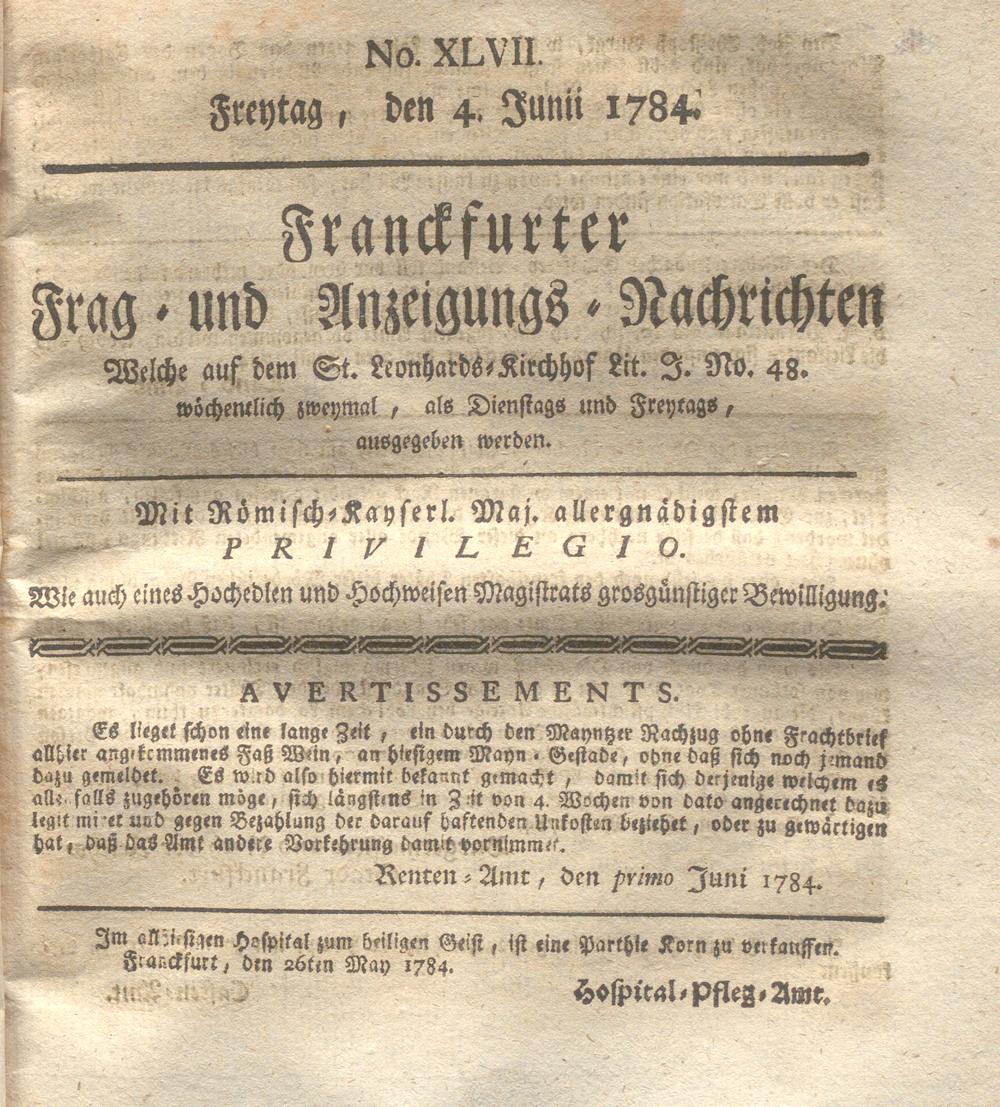 No. XLVII.
Freytag, den 4. Junii 1784.
Franckfurter
Frag- und Anzeigungs-Nachrichten
Welche auf dem St. Leonhards-Kirchhof Lit. J. No. 48.
wöchentlich zweymal, als Dienstags und Freytags,
ausgegeben werden.
Mit Römisch-Kayserl. Maj. allergnädigstem
PRIVILEGIO.
Wie auch eines Hochedlen und Hochweisen Magistrats grosgünstiger Bewilligung.
AVERTISSEMENTS.
Es lieget schon eine lange Zeit, ein durch den Mayntzer Nachzug ohne Frachtbrief
allhier angekommenes Faß Wein, an hiesigem Mayn-Gestade, ohne daß sich noch jemand
dazu gemeldet. Es wird also hiermit bekannt gemacht, damit sich derjenige welchem es
allenfalls zugehören möge, sich längstens in Zeit von 4. Wochen von dato angerechnet dazu
legitimiret und gegen Bezahlung der darauf haftenden Unkosten beziehet, oder zu gewärtigen
hat, daß das Amt andere Vorkehrung damit vornimmet.
Renten-Amt, den primo Juni 1784.
Im allhiesigen Hospital zum heiligen Geist, ist eine Parthie Korn zu verkauffen.
Franckfurt, den 26ten May 1784.
Hospital-Pfleg-Amt.